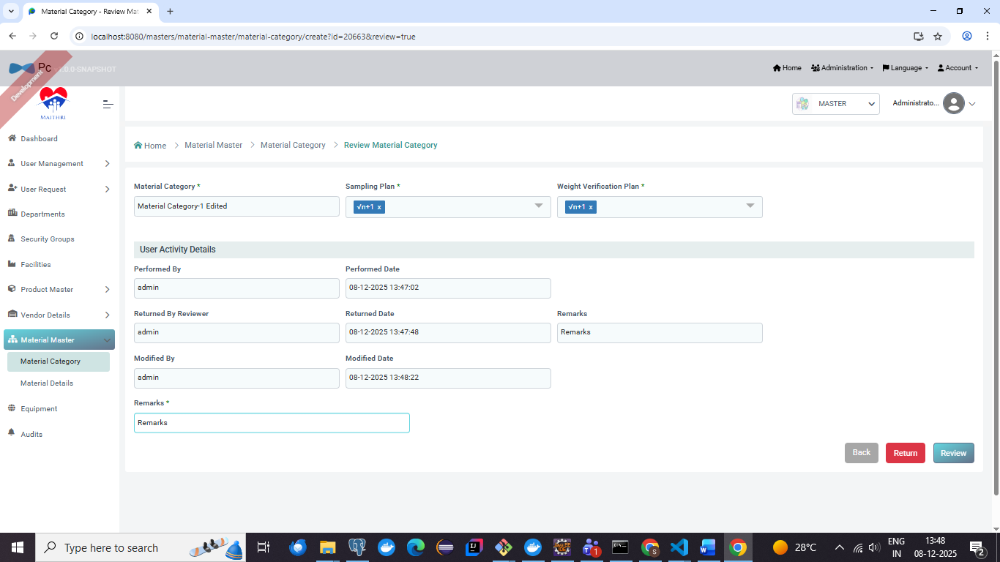 Material Category - Review Mat
localhost:8080/masters/material-master/material-category/create?id=20663&review=true
Development
Pc v1.0.0-SNAPSHOT
Home
Administration
Language
Account
MAITHRI
MASTER
Administrato...
Dashboard
User Management
User Request
Departments
Security Groups
Facilities
Product Master
Vendor Details
Material Master
Material Category
Material Details
Equipment
Audits
Home > Material Master > Material Category > Review Material Category
Material Category * Sampling Plan * Weight Verification Plan *
Material Category-1 Edited √n+1 x √n+1 x
User Activity Details
Performed By Performed Date
admin 08-12-2025 13:47:02
Returned By Reviewer Returned Date Remarks
admin 08-12-2025 13:47:48 Remarks
Modified By Modified Date
admin 08-12-2025 13:48:22
Remarks *
Remarks
Back Return Review
Type here to search
1
S
28°C
ENG
IN
13:48
08-12-2025
2